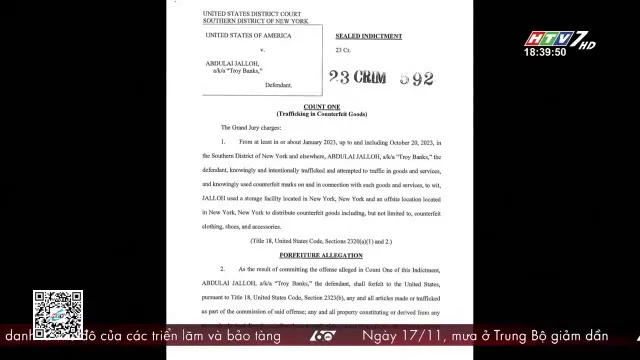 HTV7 HD
18:39:50
UNITED STATES DISTRICT COURT
SOUTHERN DISTRICT OF NEW YORK
UNITED STATES OF AMERICA
v.
ABDULAI JALLOH,
a/k/a "Troy Banks,"
Defendant.
SEALED INDICTMENT
23 Cr.
23 CRIM 592
COUNT ONE
(Trafficking in Counterfeit Goods)
The Grand Jury charges:
1. From at least in or about January 2023, up to and including October 20, 2023, in
the Southern District of New York and elsewhere, ABDULAI JALLOH, a/k/a "Troy Banks," the
defendant, knowingly and intentionally trafficked and attempted to traffic in goods and services,
and knowingly used counterfeit marks on and in connection with such goods and services, to wit,
JALLOH used a storage facility located in New York, New York and an offsite location located
in New York, New York to distribute counterfeit goods including, but not limited to, counterfeit
clothing, shoes, and accessories.
(Title 18, United States Code, Sections 2320(a)(1) and 2.)
FORFEITURE ALLEGATION
2. As the result of committing the offense alleged in Count One of this Indictment,
ABDULAI JALLOH, a/k/a "Troy Banks," the defendant, shall forfeit to the United States,
pursuant to Title 18, United States Code, Section 2323(b), any and all articles made or trafficked
as part of the commission of said offense; any and all property constituting or derived from any
danh đô của các triển lãm và bảo tàng 60 Ngày 17/11, mưa ở Trung Bộ giảm dần